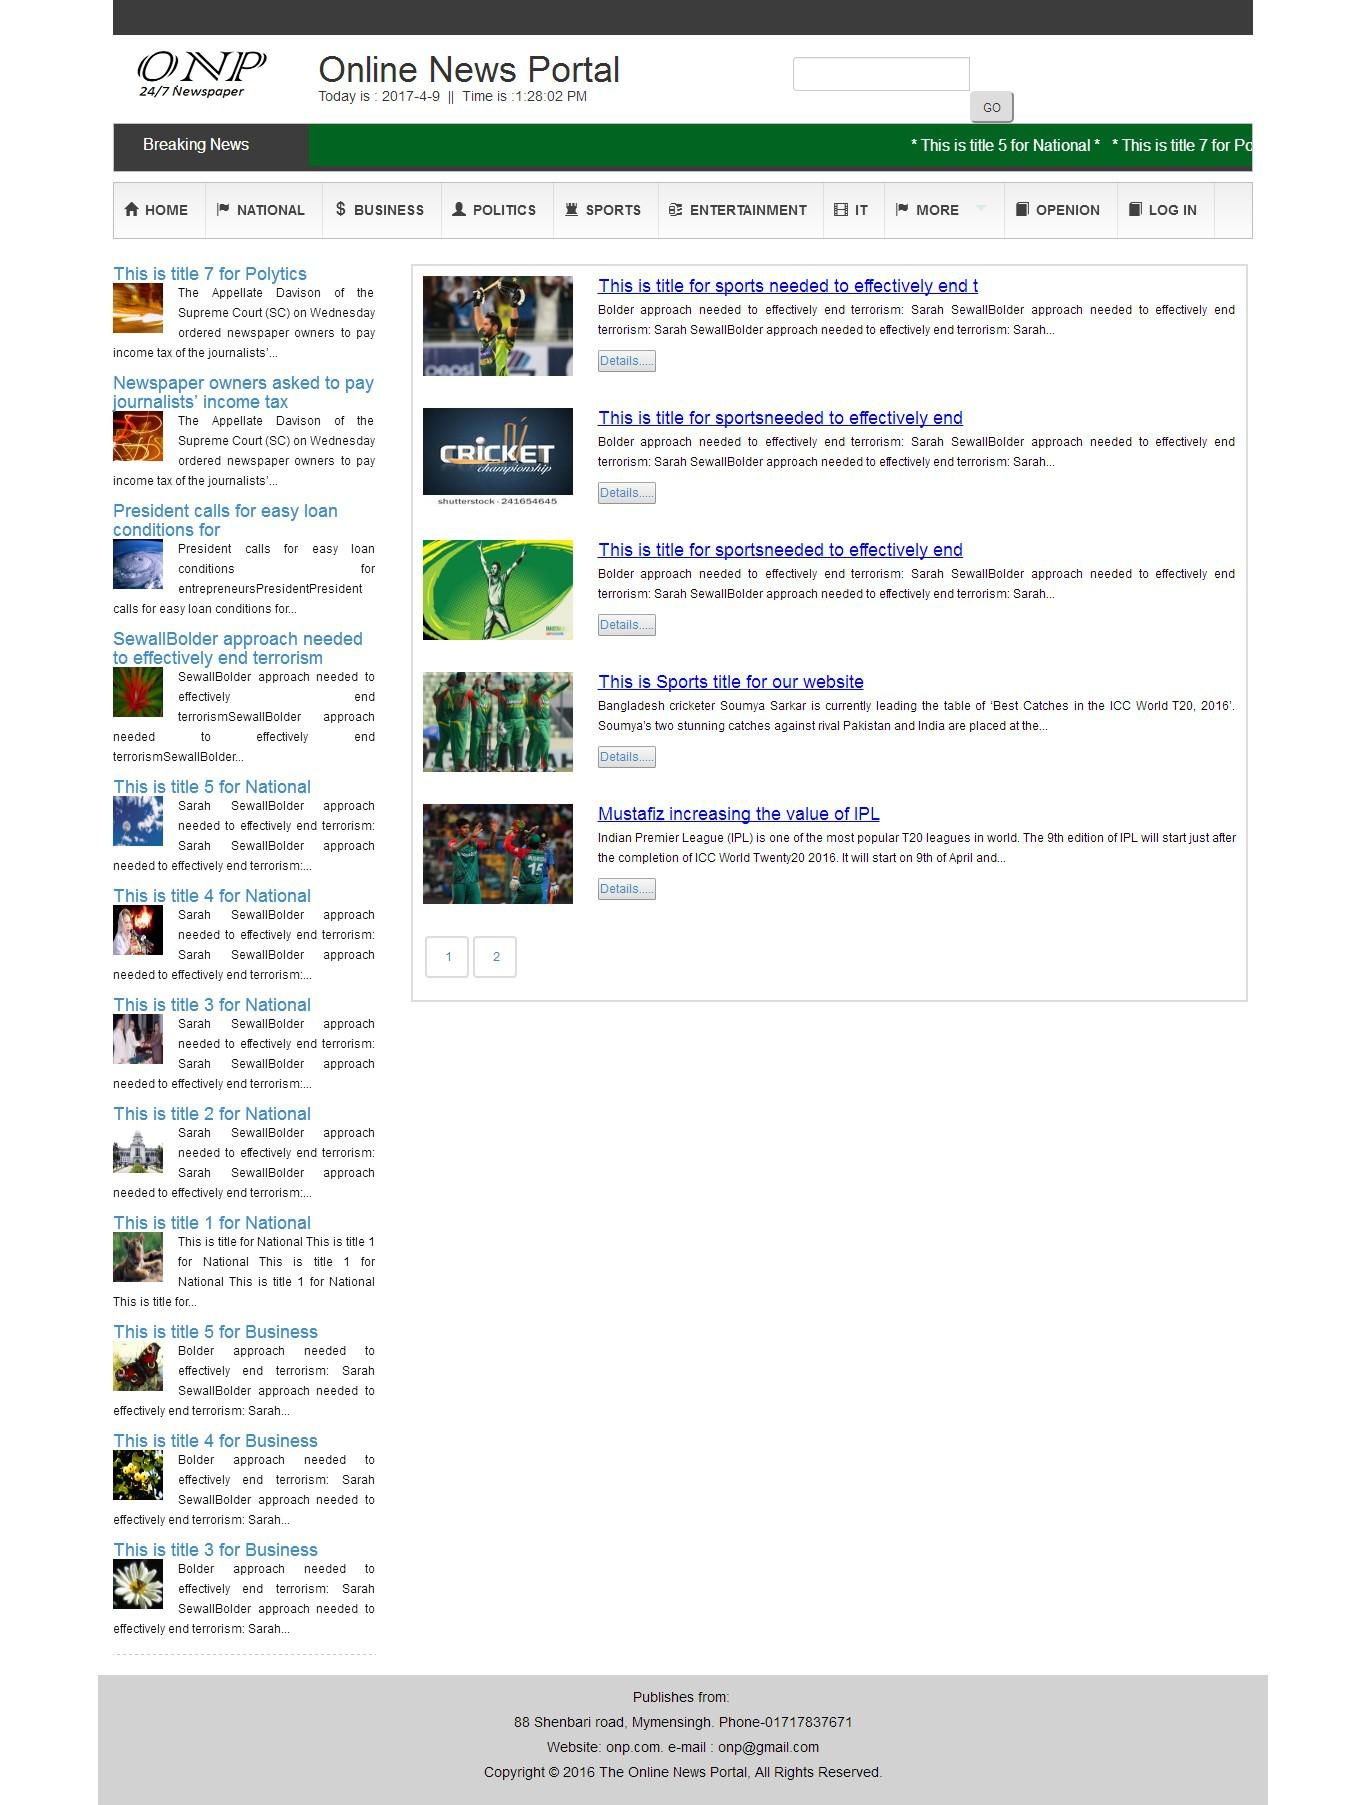 ONP
24/7 Newspaper
Online News Portal
Today is : 2017-4-9 || Time is :1:28:02 PM
GO
Breaking News
* This is title 5 for National * * This is title 7 for Po
HOME NATIONAL BUSINESS POLITICS SPORTS ENTERTAINMENT IT MORE OPENION LOG IN
This is title 7 for Polytics
The Appellate Davison of the
Supreme Court (SC) on Wednesday
ordered newspaper owners to pay
income tax of the journalists’...
Newspaper owners asked to pay
journalists’ income tax
The Appellate Davison of the
Supreme Court (SC) on Wednesday
ordered newspaper owners to pay
income tax of the journalists’...
President calls for easy loan
conditions for
President calls for easy loan
conditions for
entrepreneursPresidentPresident
calls for easy loan conditions for...
SewallBolder approach needed
to effectively end terrorism
SewallBolder approach needed to
effectively end
terrorismSewallBolder approach
needed to effectively end
terrorismSewallBolder...
This is title 5 for National
Sarah SewallBolder approach
needed to effectively end terrorism:
Sarah SewallBolder approach
needed to effectively end terrorism:...
This is title 4 for National
Sarah SewallBolder approach
needed to effectively end terrorism:
Sarah SewallBolder approach
needed to effectively end terrorism:...
This is title 3 for National
Sarah SewallBolder approach
needed to effectively end terrorism:
Sarah SewallBolder approach
needed to effectively end terrorism:...
This is title 2 for National
Sarah SewallBolder approach
needed to effectively end terrorism:
Sarah SewallBolder approach
needed to effectively end terrorism:...
This is title 1 for National
This is title for National This is title 1
for National This is title 1 for
National This is title 1 for National
This is title for...
This is title 5 for Business
Bolder approach needed to
effectively end terrorism: Sarah
SewallBolder approach needed to
effectively end terrorism: Sarah...
This is title 4 for Business
Bolder approach needed to
effectively end terrorism: Sarah
SewallBolder approach needed to
effectively end terrorism: Sarah...
This is title 3 for Business
Bolder approach needed to
effectively end terrorism: Sarah
SewallBolder approach needed to
effectively end terrorism: Sarah...
pepsi
This is title for sports needed to effectively end t
Bolder approach needed to effectively end terrorism: Sarah SewallBolder approach needed to effectively end
terrorism: Sarah SewallBolder approach needed to effectively end terrorism: Sarah...
Details.....
CRICKET
championship
shutterstock · 241654645
This is title for sportsneeded to effectively end
Bolder approach needed to effectively end terrorism: Sarah SewallBolder approach needed to effectively end
terrorism: Sarah SewallBolder approach needed to effectively end terrorism: Sarah...
Details.....
This is title for sportsneeded to effectively end
Bolder approach needed to effectively end terrorism: Sarah SewallBolder approach needed to effectively end
terrorism: Sarah SewallBolder approach needed to effectively end terrorism: Sarah...
Details.....
This is Sports title for our website
Bangladesh cricketer Soumya Sarkar is currently leading the table of ‘Best Catches in the ICC World T20, 2016’.
Soumya’s two stunning catches against rival Pakistan and India are placed at the...
Details.....
15
Mustafiz increasing the value of IPL
Indian Premier League (IPL) is one of the most popular T20 leagues in world. The 9th edition of IPL will start just after
the completion of ICC World Twenty20 2016. It will start on 9th of April and...
Details.....
1 2
Publishes from:
88 Shenbari road, Mymensingh. Phone-01717837671
Website: onp.com. e-mail : onp@gmail.com
Copyright © 2016 The Online News Portal, All Rights Reserved.